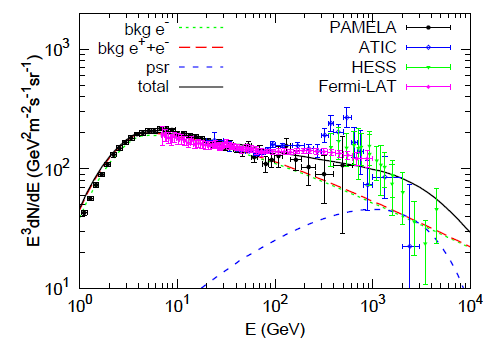 bkg e⁻
bkg e⁺+e⁻
psr
total
PAMELA
ATIC
HESS
Fermi-LAT
E³dN/dE (GeV²m⁻²s⁻¹sr⁻¹)
10³
10²
10¹
10⁰ 10¹ 10² 10³ 10⁴
E (GeV)